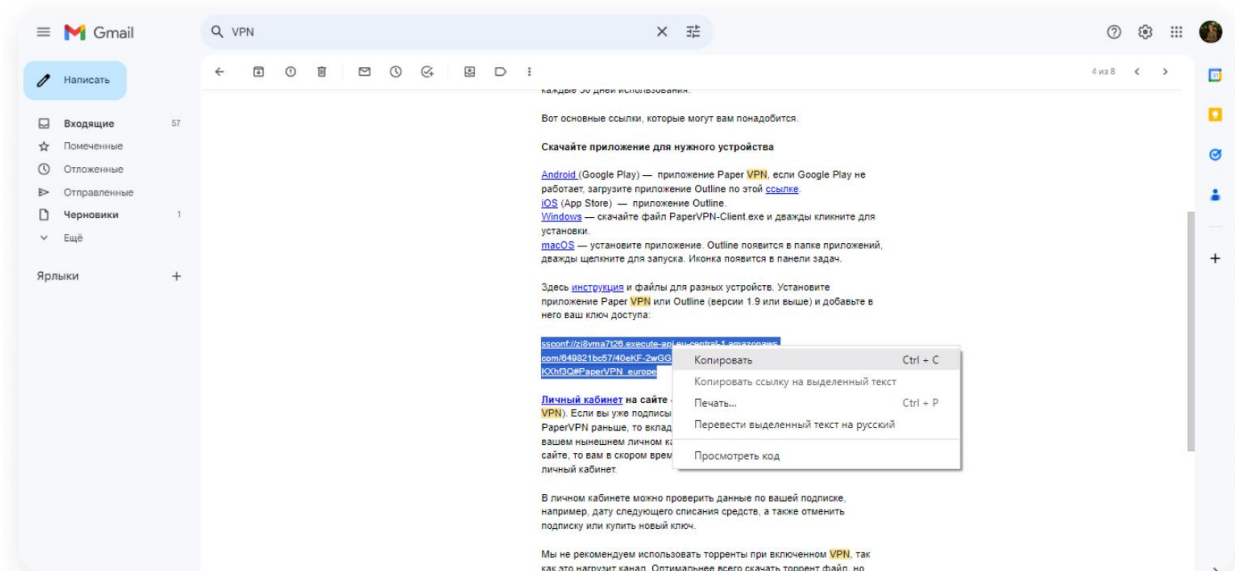 Gmail
VPN
Написать
4 из 8
Входящие 57
Помеченные
Отложенные
Отправленные
Черновики 1
Ещё
Ярлыки
каждые 30 дней использования.
Вот основные ссылки, которые могут вам понадобится.
Скачайте приложение для нужного устройства
Android (Google Play) — приложение Paper VPN, если Google Play не
работает, загрузите приложение Outline по этой ссылке.
iOS (App Store) — приложение Outline.
Windows — скачайте файл PaperVPN-Client.exe и дважды кликните для
установки.
macOS — установите приложение. Outline появится в папке приложений,
дважды щелкните для запуска. Иконка появится в панели задач.
Здесь инструкция и файлы для разных устройств. Установите
приложение Paper VPN или Outline (версии 1.9 или выше) и добавьте в
него ваш ключ доступа:
ssconf://zi8vma7t26.execute-api.eu-central-1.amazonaws.
com/649821bc57/40eKF-2wGG
KXhf3Q#PaperVPN_europe
Копировать Ctrl + C
Копировать ссылку на выделенный текст
Печать... Ctrl + P
Перевести выделенный текст на русский
Просмотреть код
Личный кабинет на сайте
VPN). Если вы уже
PaperVPN раньше, то
вашем нынешнем личном
сайте, то вам в скором
личный кабинет.
В личном кабинете можно проверить данные по вашей подписке,
например, дату следующего списания средств, а также отменить
подписку или купить новый ключ.
Мы не рекомендуем использовать торренты при включенном VPN, так
как это нагрузит канал. Оптимальнее всего скачать торрент файл, но